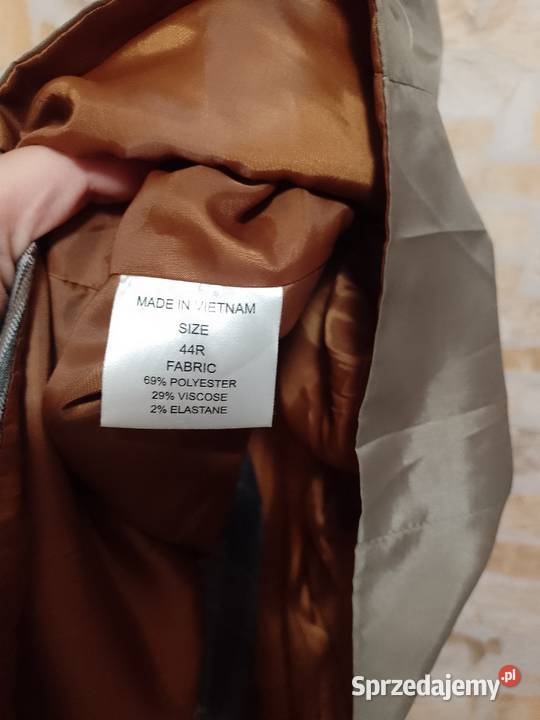 MADE IN VIETNAM
SIZE
44R
FABRIC
69% POLYESTER
29% VISCOSE
2% ELASTANE
Sprzedajemy.pl